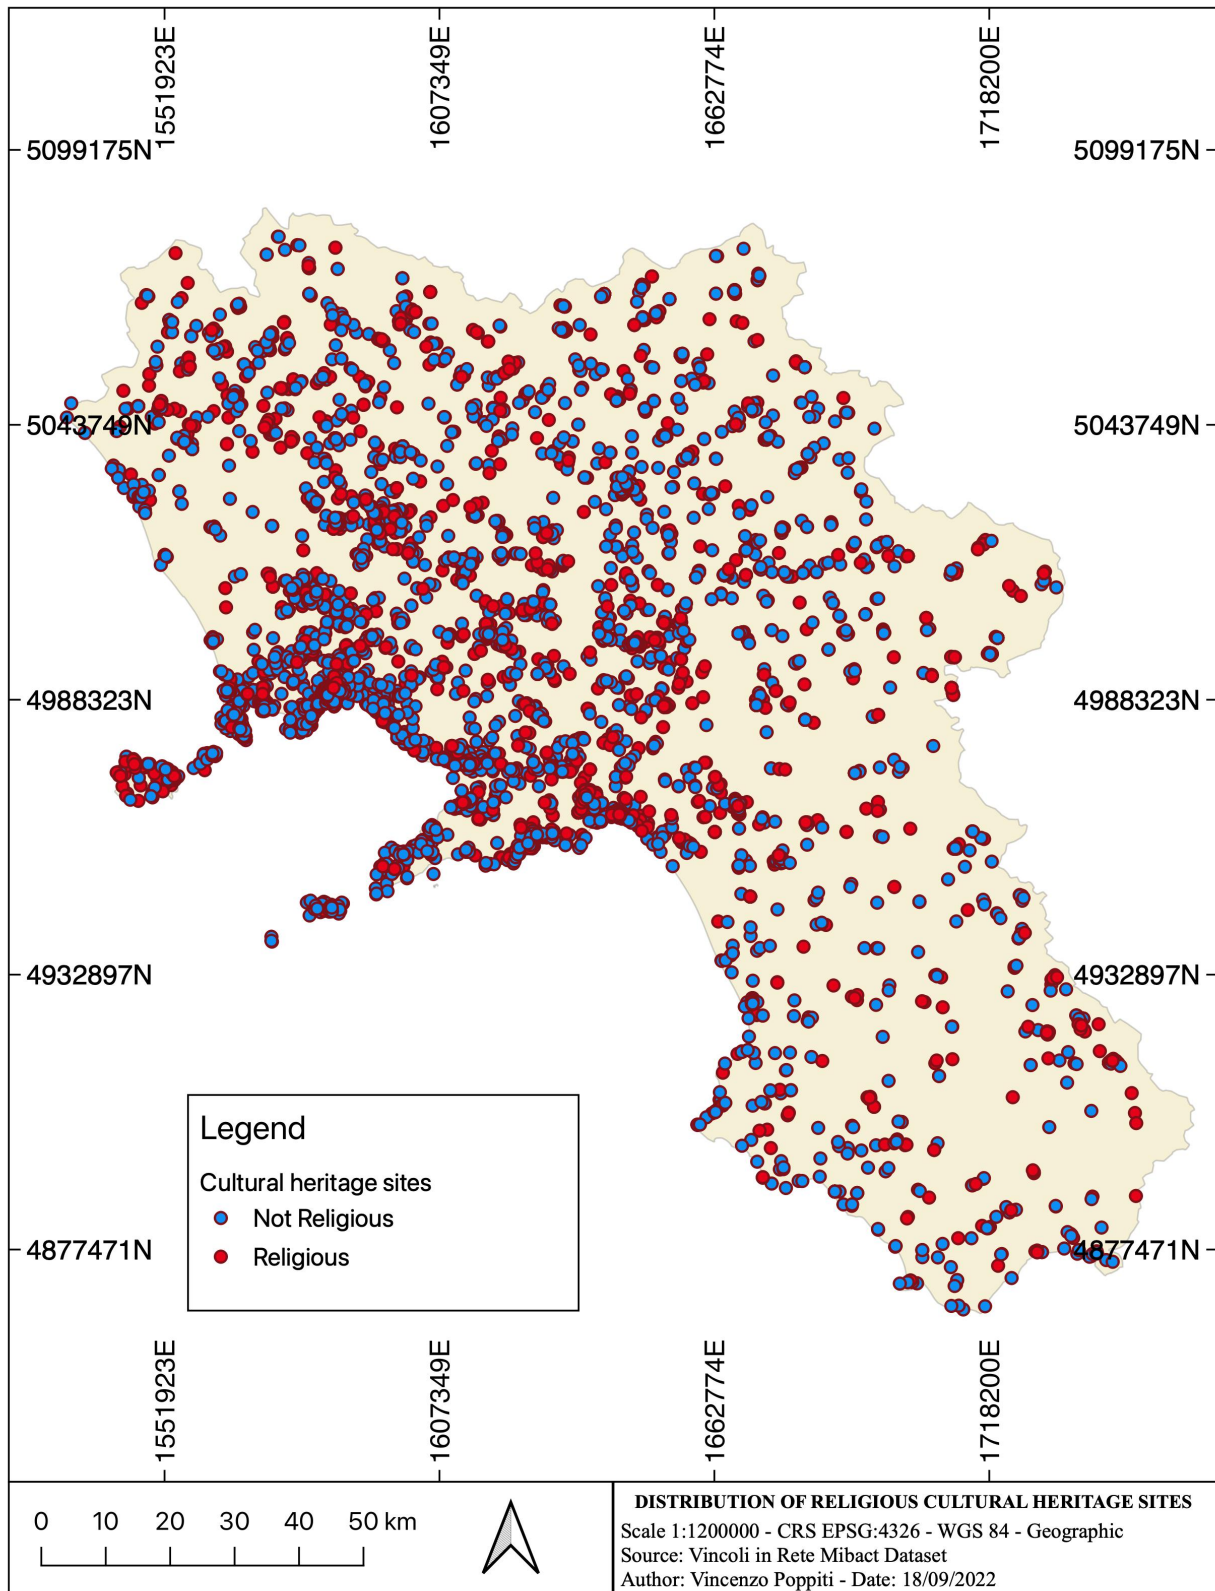 1551923E
1607349E
1662774E
1718200E
5099175N
5099175N
5043749N
5043749N
4988323N
4988323N
4932897N
4932897N
Legend
Cultural heritage sites
Not Religious
Religious
4877471N
4877471N
1551923E
1607349E
1662774E
1718200E
0 10 20 30 40 50 km
DISTRIBUTION OF RELIGIOUS CULTURAL HERITAGE SITES
Scale 1:1200000 - CRS EPSG:4326 - WGS 84 - Geographic
Source: Vincoli in Rete Mibact Dataset
Author: Vincenzo Poppiti - Date: 18/09/2022